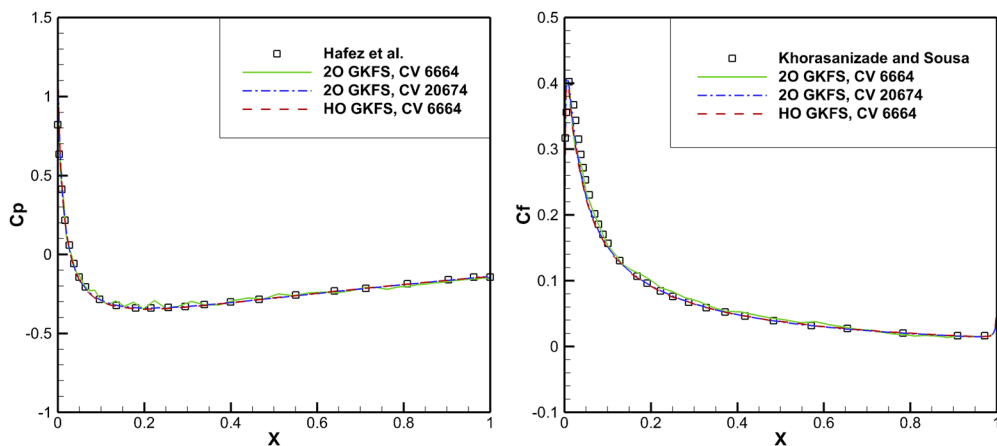 1.5
1
0.5
0
-0.5
-1
Cp
0
0.2
0.4
0.6
0.8
1
X
Hafez et al.
2O GKFS, CV 6664
2O GKFS, CV 20674
HO GKFS, CV 6664
0.5
0.4
0.3
0.2
0.1
0
-0.1
Cf
0
0.2
0.4
0.6
0.8
1
X
Khorasanizade and Sousa
2O GKFS, CV 6664
2O GKFS, CV 20674
HO GKFS, CV 6664